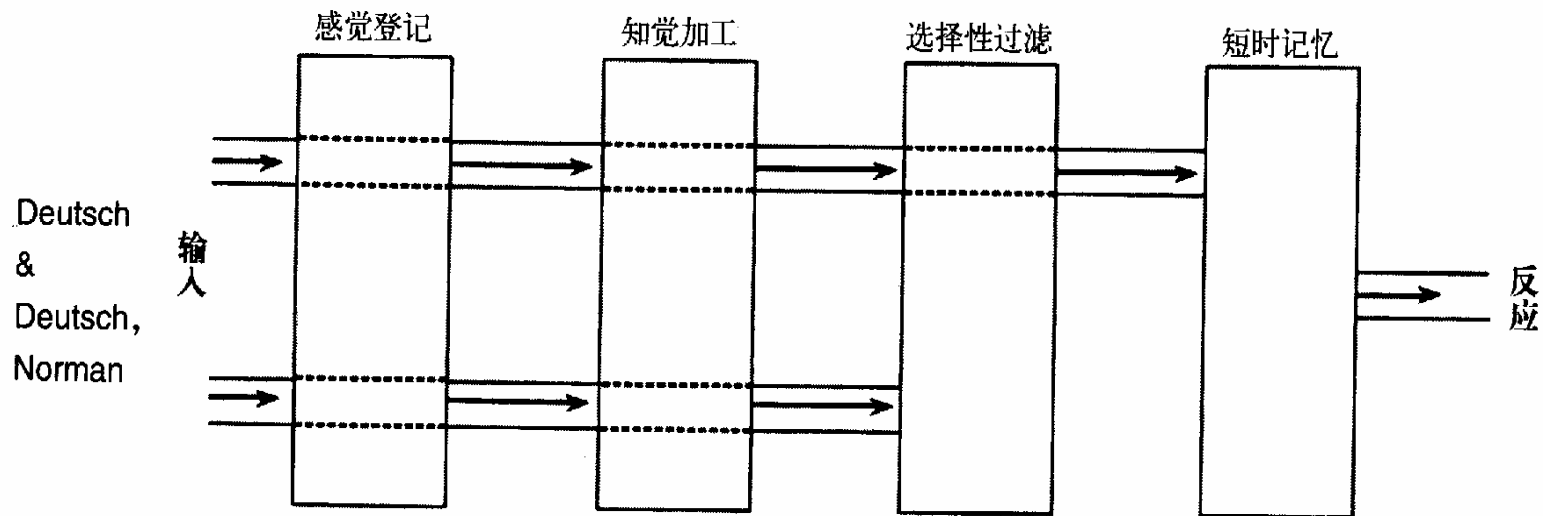 感觉登记
知觉加工
选择性过滤
短时记忆
Deutsch
&
Deutsch,
Norman
输入
反应